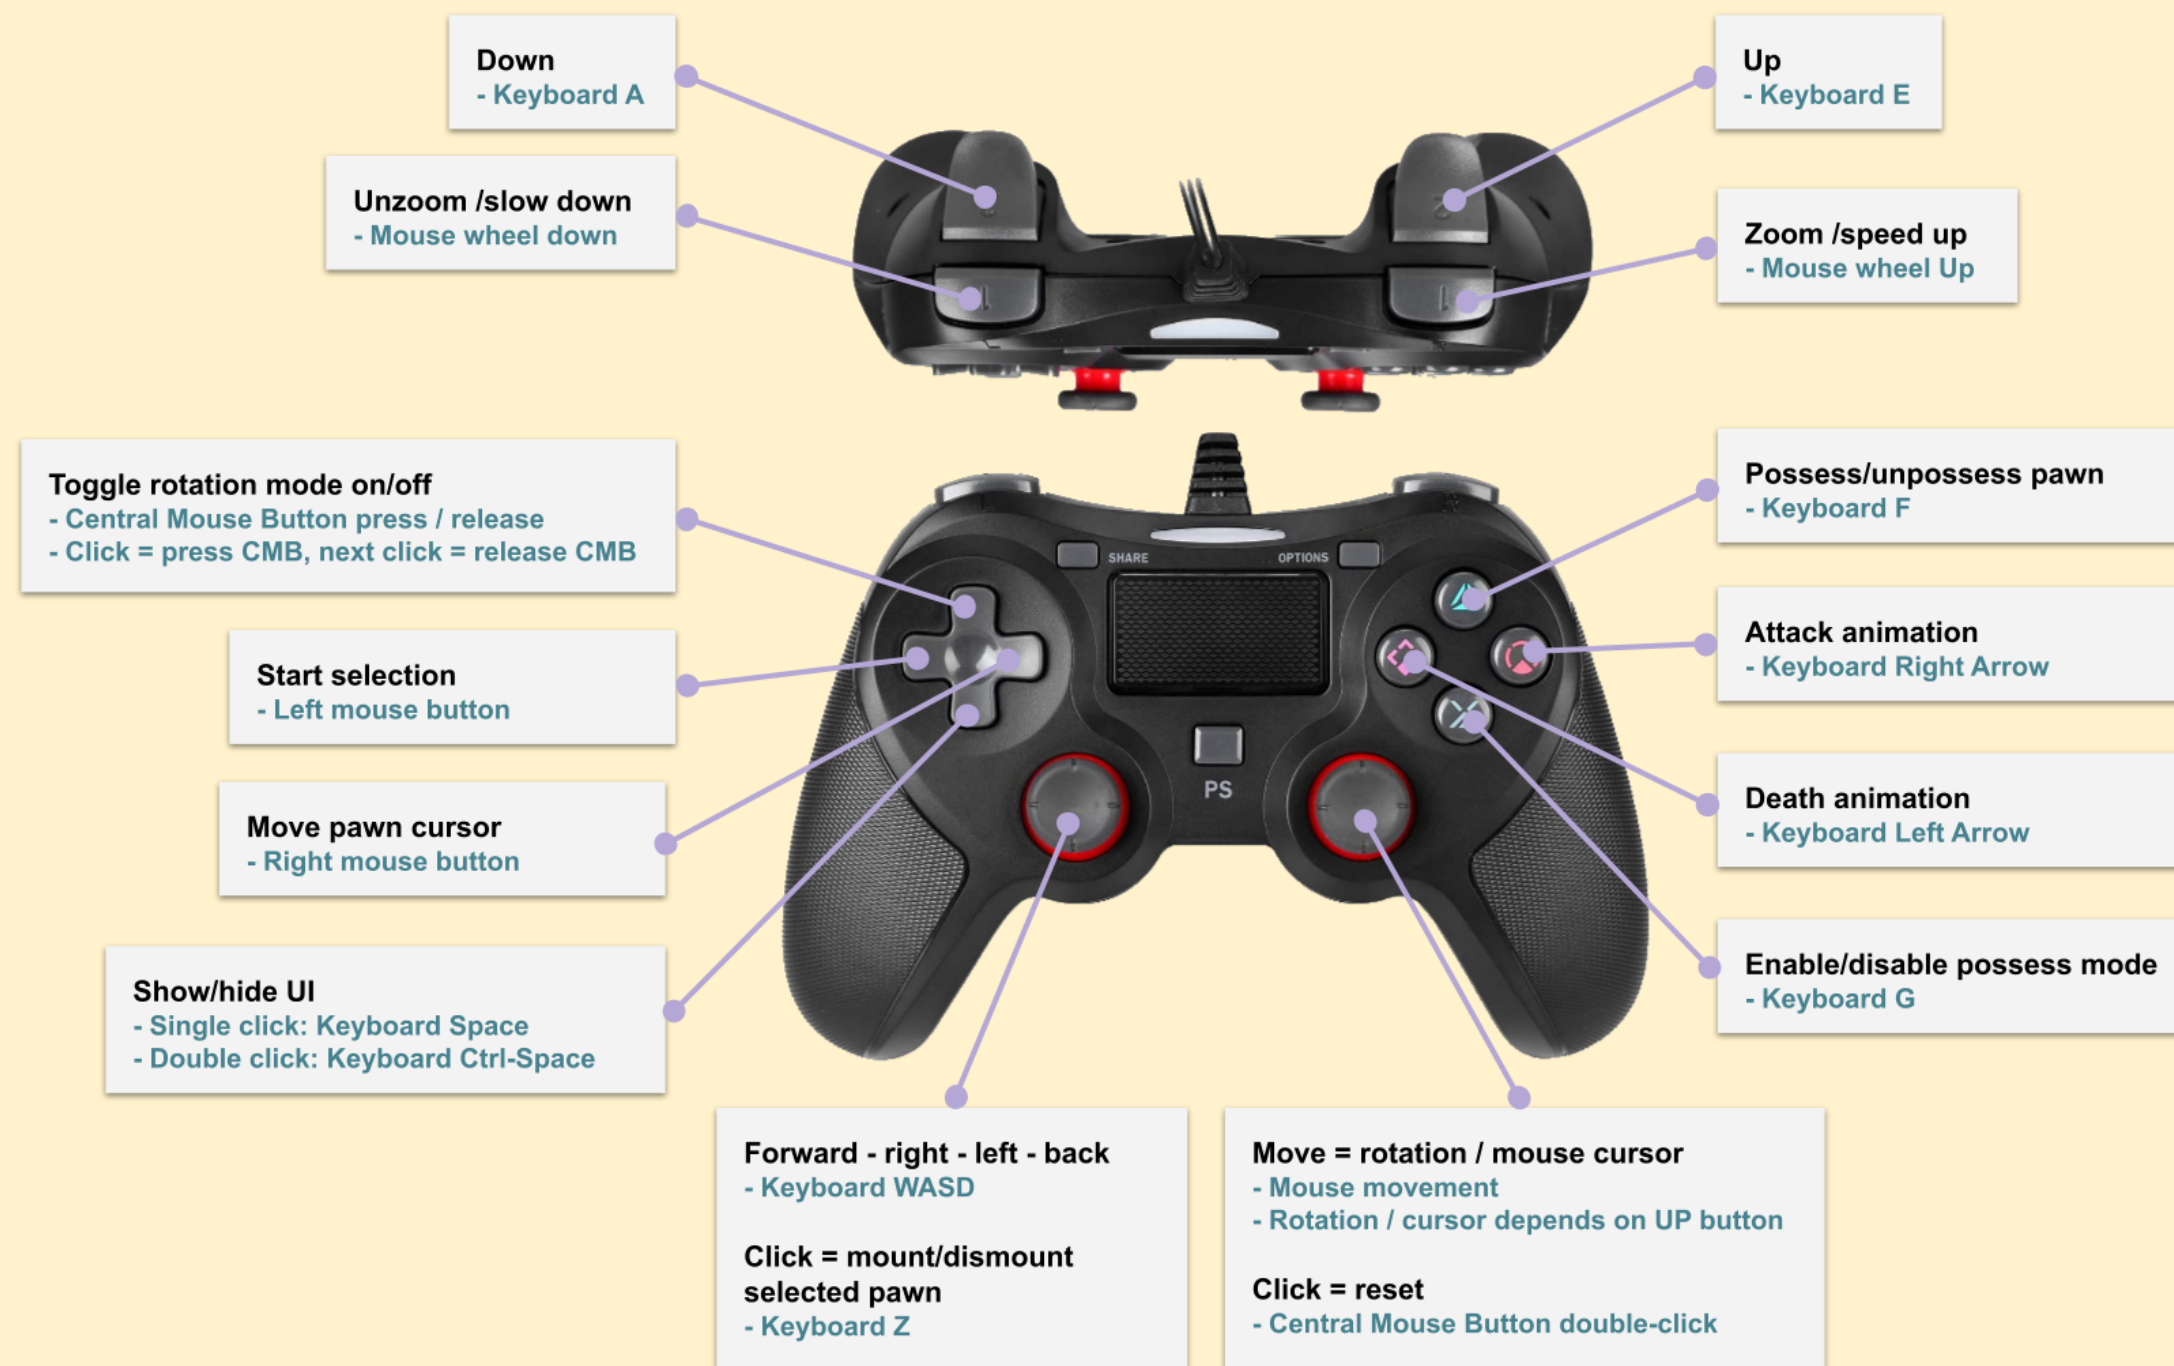 Down
- Keyboard A
Up
- Keyboard E
Unzoom /slow down
- Mouse wheel down
Zoom /speed up
- Mouse wheel Up
Toggle rotation mode on/off
- Central Mouse Button press / release
- Click = press CMB, next click = release CMB
Possess/unpossess pawn
- Keyboard F
SHARE
OPTIONS
Start selection
- Left mouse button
Attack animation
- Keyboard Right Arrow
Move pawn cursor
- Right mouse button
PS
Death animation
- Keyboard Left Arrow
Show/hide UI
- Single click: Keyboard Space
- Double click: Keyboard Ctrl-Space
Enable/disable possess mode
- Keyboard G
Forward - right - left - back
- Keyboard WASD
Click = mount/dismount
selected pawn
- Keyboard Z
Move = rotation / mouse cursor
- Mouse movement
- Rotation / cursor depends on UP button
Click = reset
- Central Mouse Button double-click